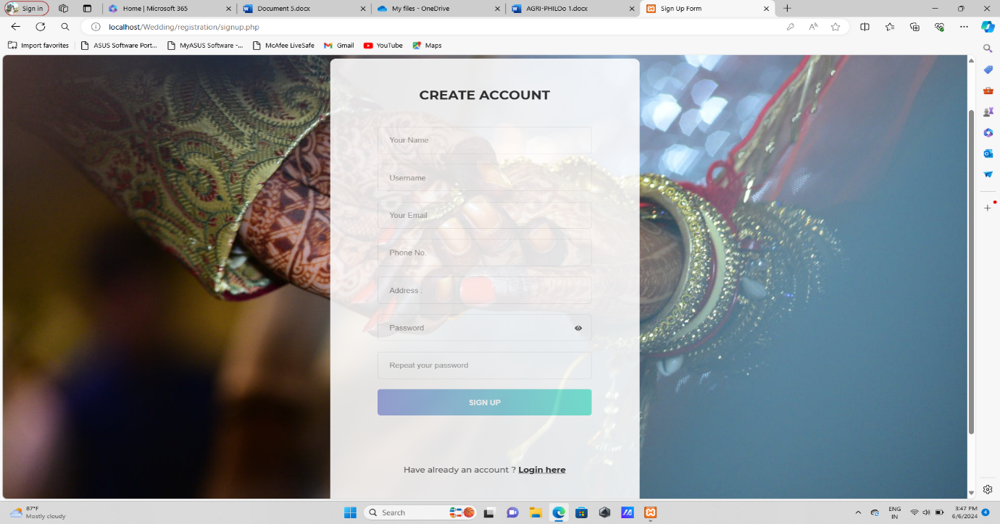 Sign in
Home | Microsoft 365
Document 5.docx
My files - OneDrive
AGRI-PHILOo 1.docx
Sign Up Form
localhost/Wedding/registration/signup.php
Import favorites
ASUS Software Port...
MyASUS Software -...
McAfee LiveSafe
Gmail
YouTube
Maps
CREATE ACCOUNT
Your Name
Username
Your Email
Phone No.
Address :
Password
Repeat your password
SIGN UP
Have already an account ? Login here
87°F
Mostly cloudy
Search
ENG
IN
3:47 PM
6/6/2024
4